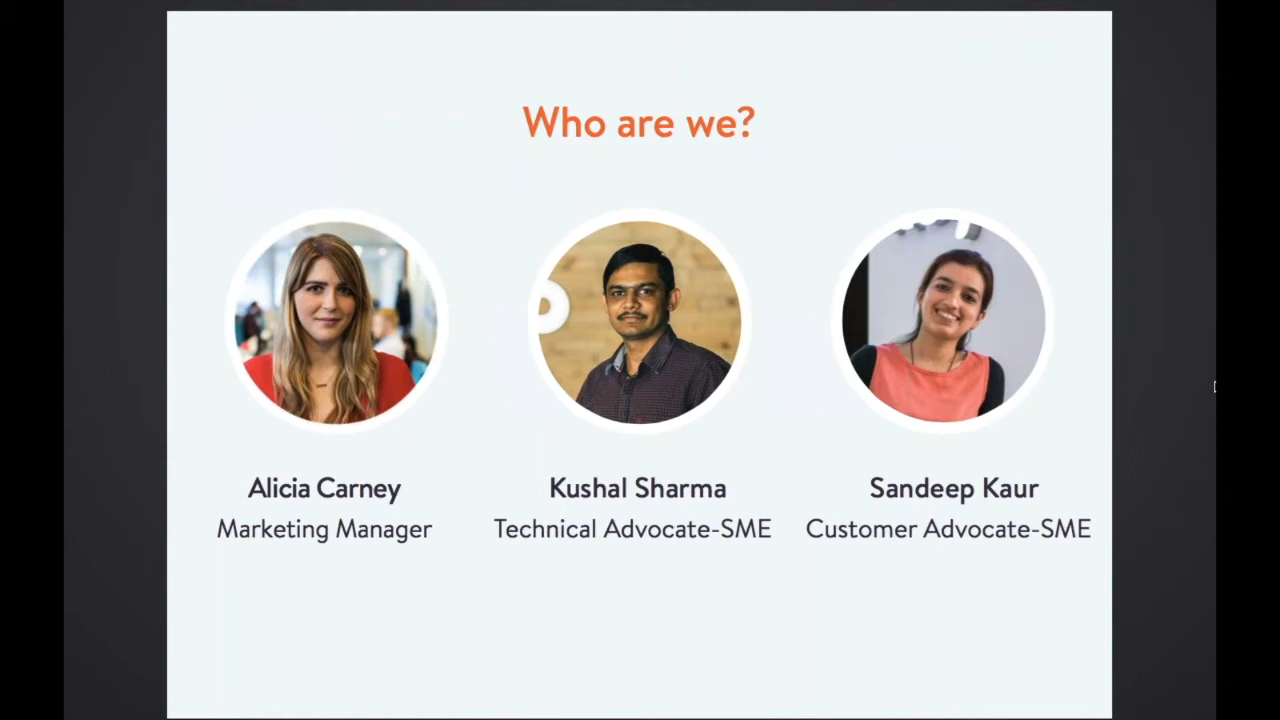 Who are we?
Alicia Carney
Kushal Sharma
Sandeep Kaur
Marketing Manager
Technical Advocate-SME
Customer Advocate-SME